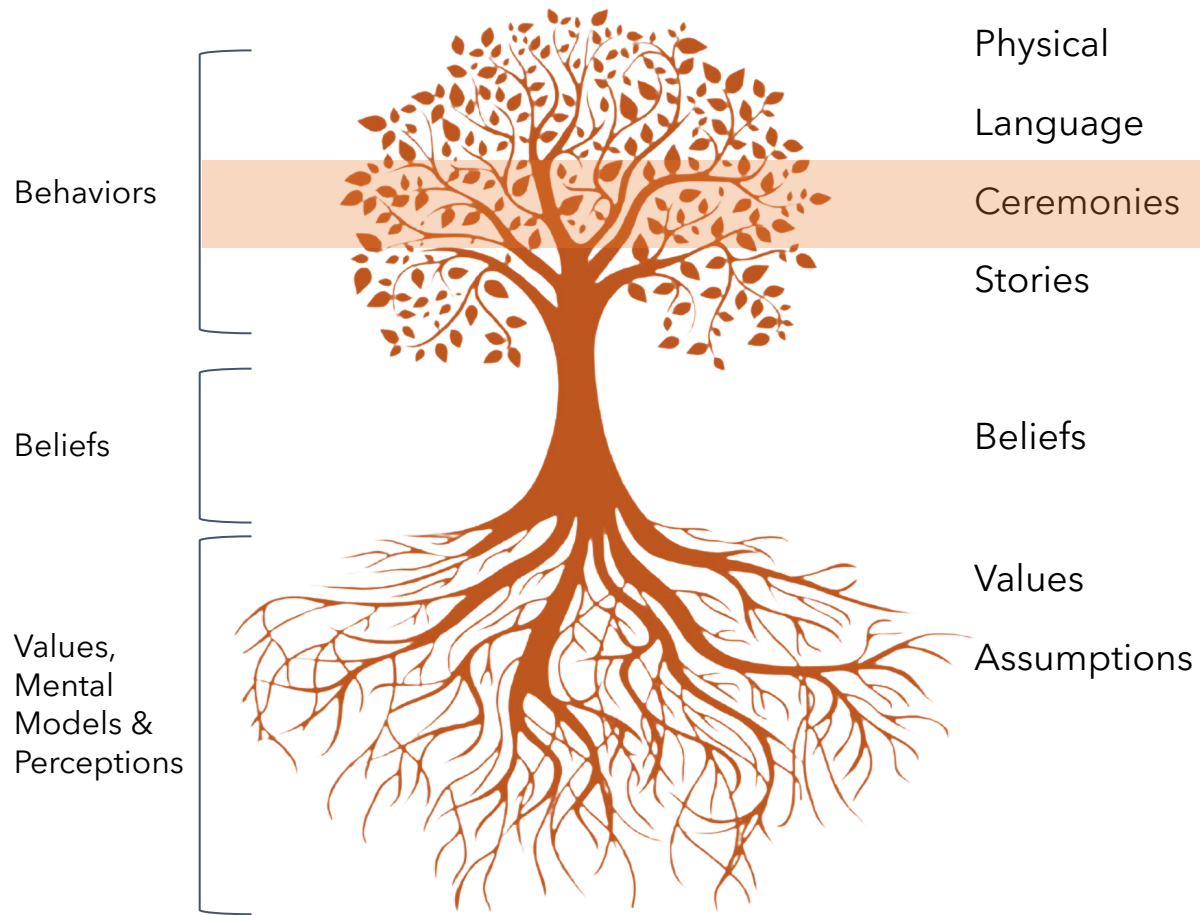 Physical
Language
Behaviors
Ceremonies
Stories
Beliefs
Beliefs
Values
Values,
Mental
Models &
Perceptions
Assumptions